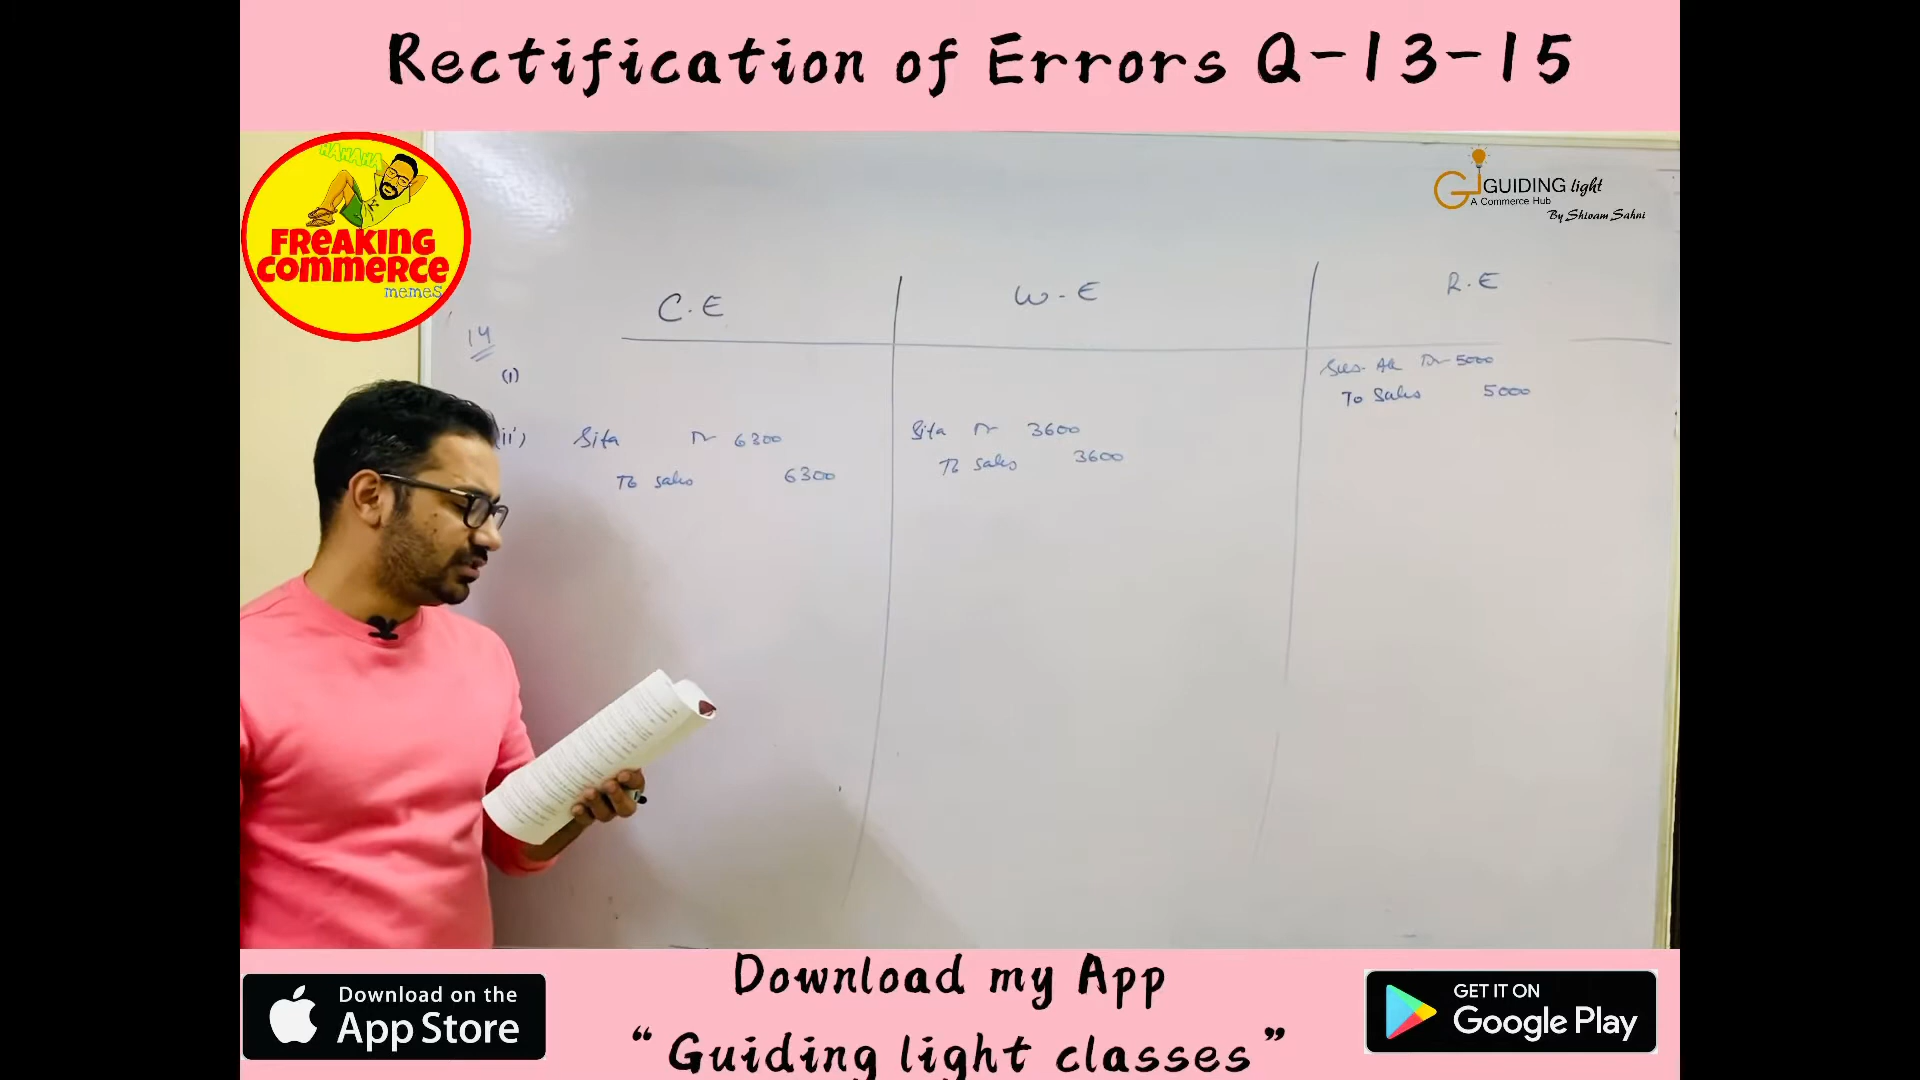 Rectification of Errors Q-13-15
HAHAHA
FREAKING
COMMERCE
memes
GUIDING light
A Commerce Hub
By Shivam Sahni
C.E
W-E
R.E
14
(i)
Sus. A/c Dr 5000
To Sales 5000
(ii) Sita Dr 6300
To sales 6300
Sita Dr 3600
To sales 3600
Download on the
App Store
Download my App
“Guiding light classes”
GET IT ON
Google Play